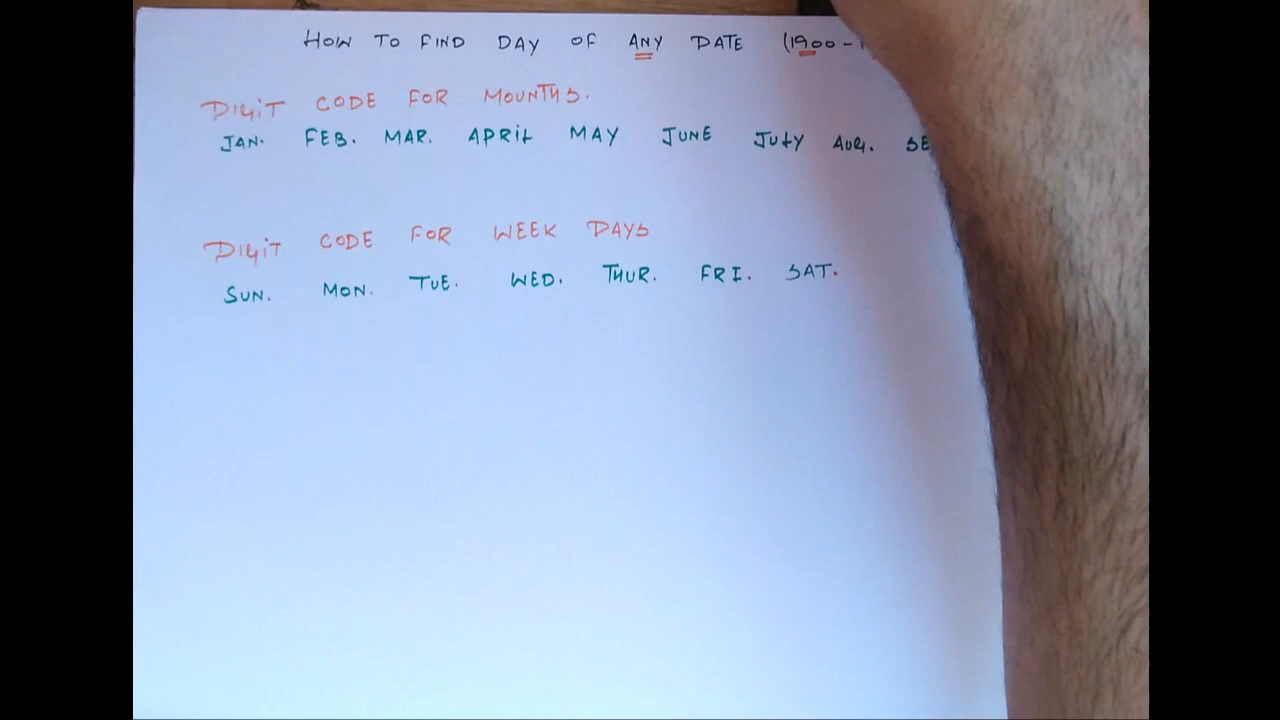 HOW TO FIND DAY OF ANY DATE (1900-
DIGIT CODE FOR MOUNTHS.
JAN. FEB. MAR. APRIL MAY JUNE JULY AUG. SE
DIGIT CODE FOR WEEK DAYS
SUN. MON. TUE. WED. THUR. FRI. SAT.